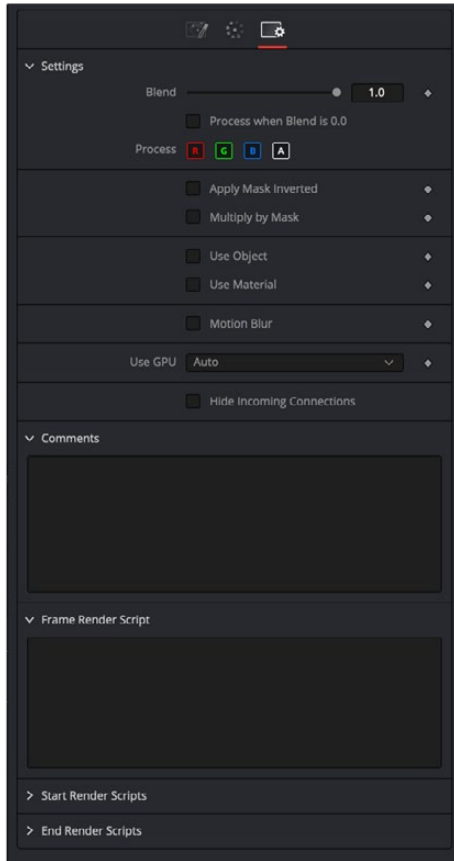 Settings
Blend 1.0
Process when Blend is 0.0
Process R G B A
Apply Mask Inverted
Multiply by Mask
Use Object
Use Material
Motion Blur
Use GPU Auto
Hide Incoming Connections
Comments
Frame Render Script
Start Render Scripts
End Render Scripts